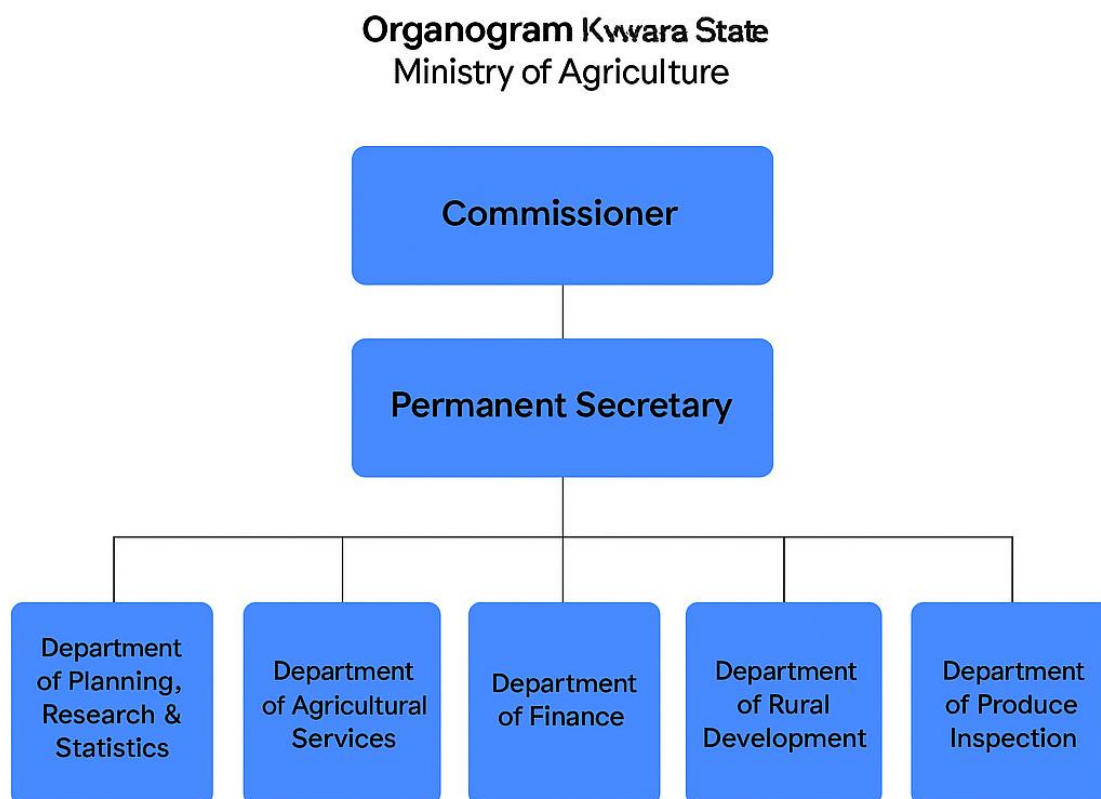 Organogram Kwara State
Ministry of Agriculture
Commissioner
Permanent Secretary
Department
of Planning,
Research &
Statistics
Department
of Agricultural
Services
Department
of Finance
Department
of Rural
Development
Department
of Produce
Inspection